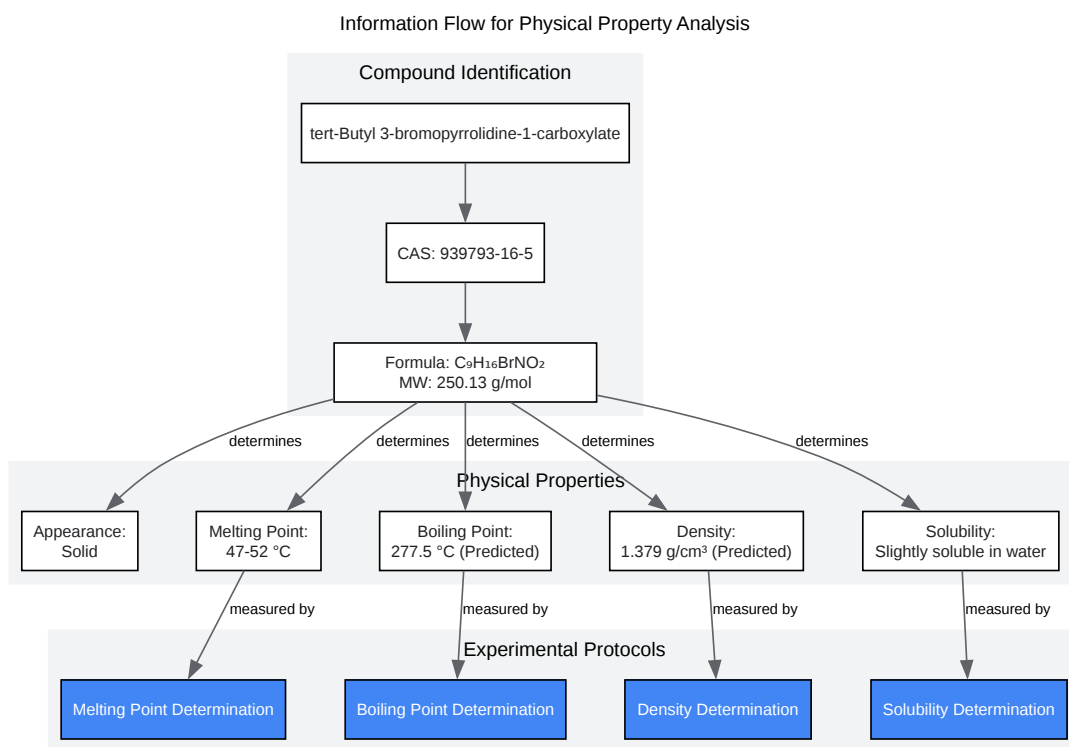 Information Flow for Physical Property Analysis
Compound Identification
tert-Butyl 3-bromopyrrolidine-1-carboxylate
CAS: 939793-16-5
Formula: C₉H₁₆BrNO₂
MW: 250.13 g/mol
determines
determines
determines
determines
determines
Physical Properties
Appearance:
Solid
Melting Point:
47-52 °C
Boiling Point:
277.5 °C (Predicted)
Density:
1.379 g/cm³ (Predicted)
Solubility:
Slightly soluble in water
measured by
measured by
measured by
measured by
Experimental Protocols
Melting Point Determination
Boiling Point Determination
Density Determination
Solubility Determination